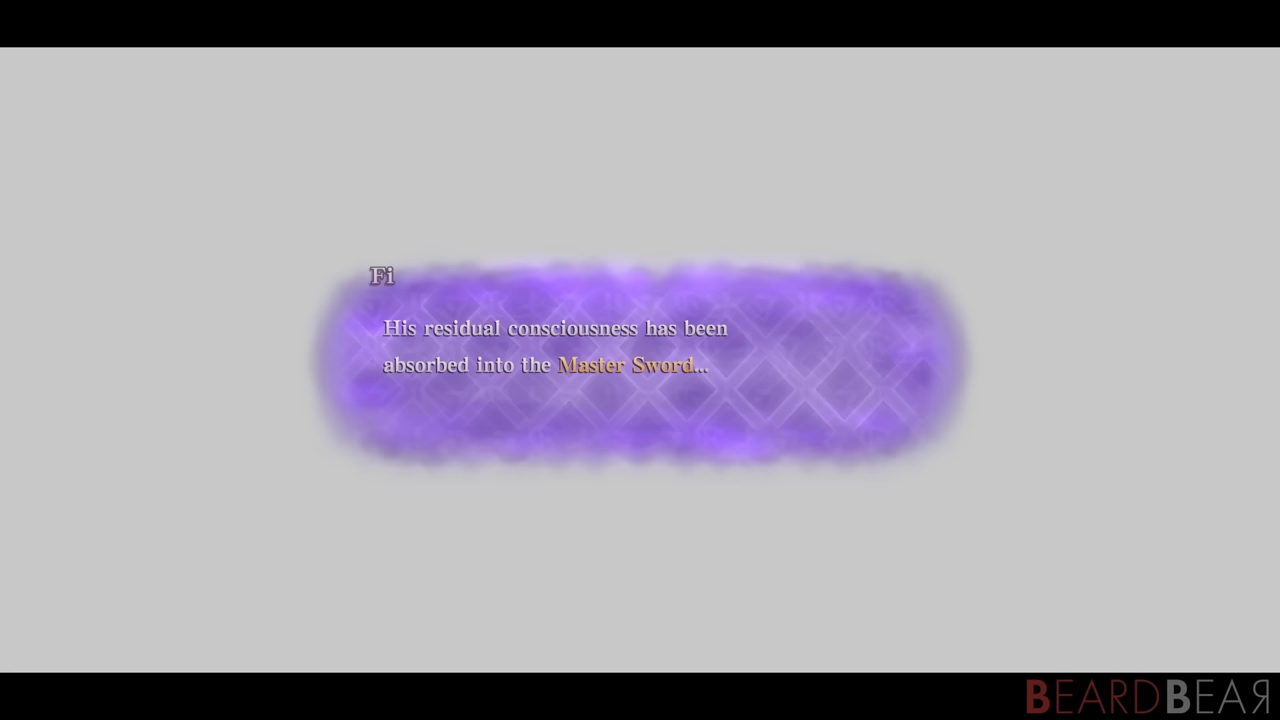 Fi
His residual consciousness has been
absorbed into the Master Sword...
BEARDBEAR